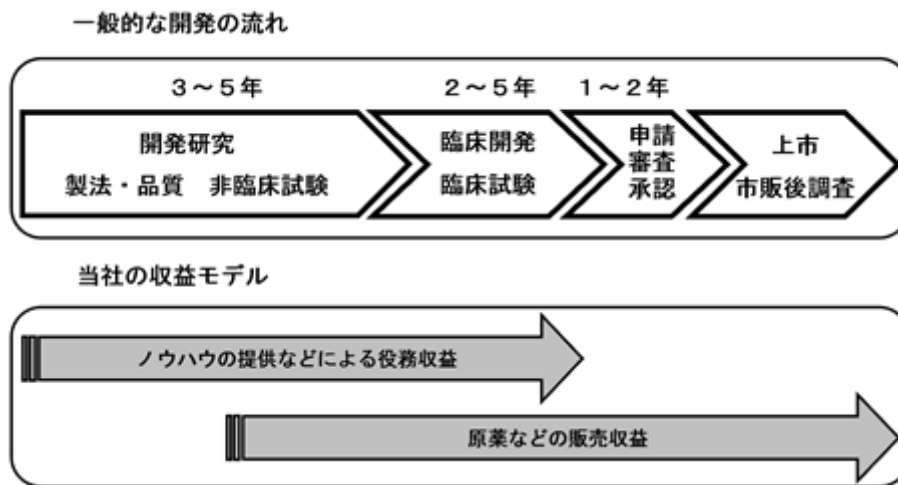 一般的な開発の流れ
3~5年
2~5年
1~2年
開発研究
製法・品質 非臨床試験
臨床開発
臨床試験
申請
審査
承認
上市
市販後調査
当社の収益モデル
ノウハウの提供などによる役務収益
原薬などの販売収益